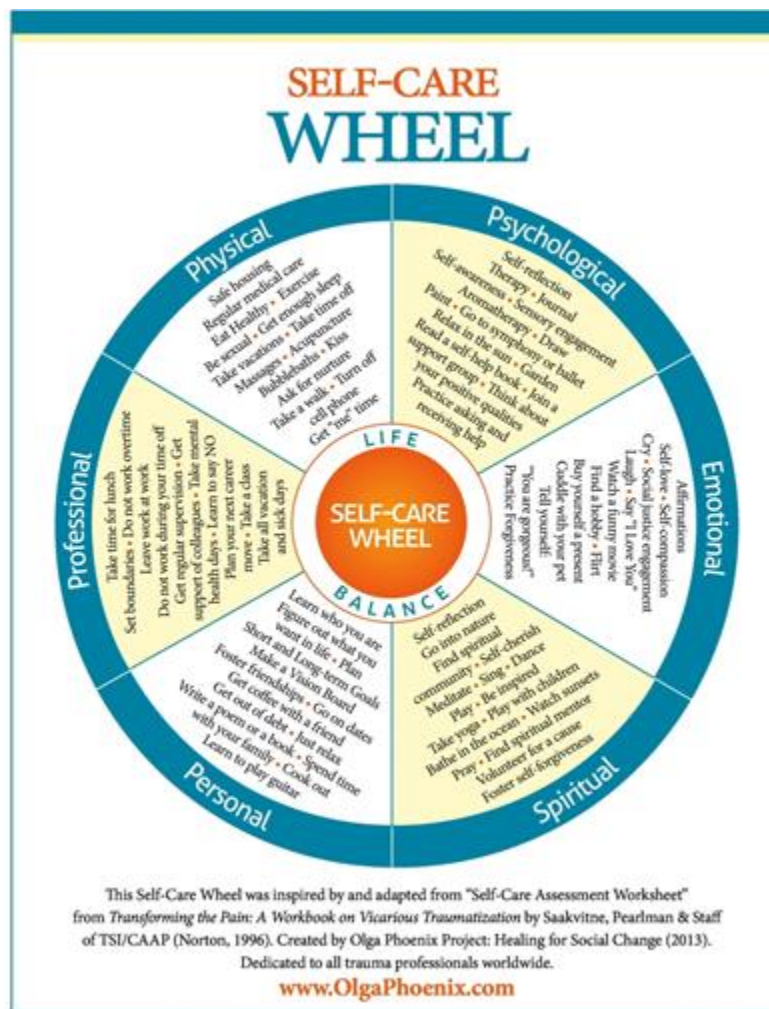 SELF-CARE
WHEEL
Physical
Safe housing
Regular medical care
Eat Healthy • Exercise
Be sexual • Get enough sleep
Take vacations • Take time off
Massages • Acupuncture
Bubblebaths • Kiss
Ask for nurture
Take a walk • Turn off
cell phone
Get "me" time
Psychological
Self-reflection
Therapy • Journal
Self-awareness • Sensory engagement
Aromatherapy • Draw
Paint • Go to symphony or ballet
Relax in the sun • Garden
Read a self-help book • Join a
support group • Think about
your positive qualities
Practice asking and
receiving help
Emotional
Affirmations
Self-love • Self-compassion
Cry • Social justice engagement
Laugh • Say "I Love You"
Watch a funny movie
Find a hobby • Flirt
Buy yourself a present
Cuddle with your pet
Tell yourself:
"You are gorgeous!"
Practice Forgiveness
Spiritual
Self-reflection
Go into nature
Find spiritual
community • Self-cherish
Meditate • Sing • Dance
Play • Be inspired
Take yoga • Play with children
Bathe in the ocean • Watch sunsets
Pray • Find spiritual mentor
Volunteer for a cause
Foster self-forgiveness
Personal
Learn who you are
Figure out what you
want in life • Plan
Short and Long-term Goals
Make a Vision Board
Foster friendships • Go on dates
Get coffee with a friend
Get out of debt • Just relax
Write a poem or a book • Spend time
with your family • Cook out
Learn to play guitar
Professional
Take time for lunch
Set boundaries • Do not work overtime
Leave work at work
Do not work during your time off
Get regular supervision • Get
support of colleagues • Take mental
health days • Learn to say NO
Plan your next career
move • Take a class
Take all vacation
and sick days
LIFE
SELF-CARE
WHEEL
BALANCE
This Self-Care Wheel was inspired by and adapted from "Self-Care Assessment Worksheet"
from Transforming the Pain: A Workbook on Vicarious Traumatization by Saakvitne, Pearlman & Staff
of TSI/CAAP (Norton, 1996). Created by Olga Phoenix Project: Healing for Social Change (2013).
Dedicated to all trauma professionals worldwide.
www.OlgaPhoenix.com